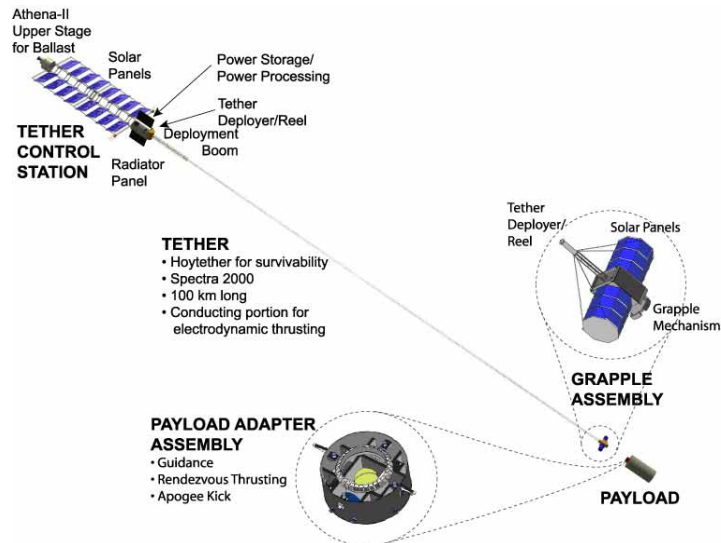 Athena-II
Upper Stage
for Ballast
Solar
Panels
Power Storage/
Power Processing
Tether
Deployer/Reel
Deployment
Boom
TETHER
CONTROL
STATION
Radiator
Panel
TETHER
• Hoytether for survivability
• Spectra 2000
• 100 km long
• Conducting portion for
electrodynamic thrusting
Tether
Deployer/
Reel
Solar Panels
Grapple
Mechanism
GRAPPLE
ASSEMBLY
PAYLOAD ADAPTER
ASSEMBLY
• Guidance
• Rendezvous Thrusting
• Apogee Kick
PAYLOAD